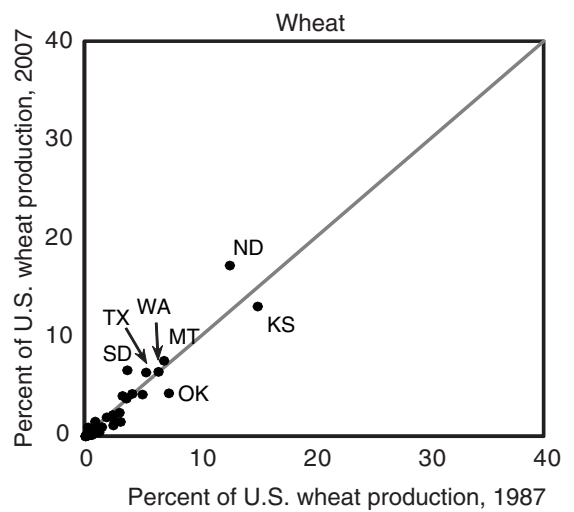 Wheat
Percent of U.S. wheat production, 2007
40
30
20
10
0
ND
KS
WA
TX
MT
SD
OK
0 10 20 30 40
Percent of U.S. wheat production, 1987